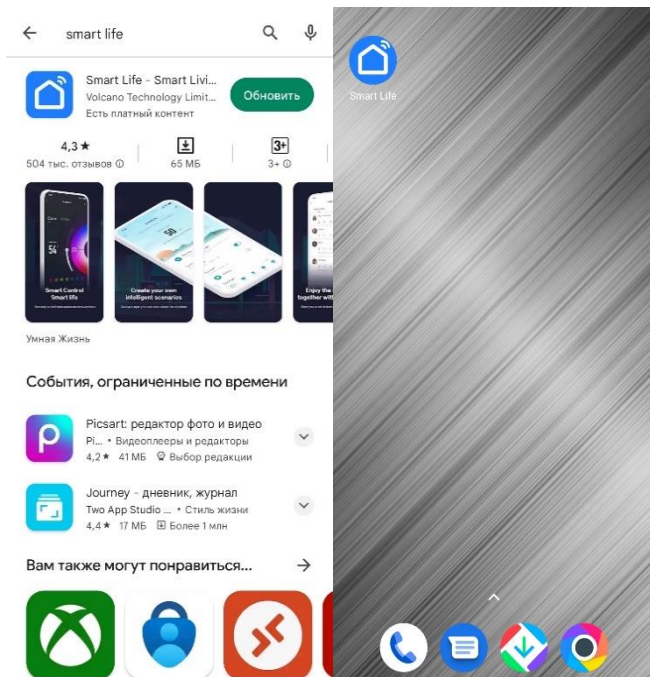 smart life
Smart Life - Smart Livi...
Volcano Technology Limit...
Есть платный контент
Обновить
4,3 ★
504 тыс. отзывов
65 МБ
3+
3+
Smart Control
Smart life
Create your own
intelligent scenarios
Enjoy the
together with
Умная Жизнь
События, ограниченные по времени
Picsart: редактор фото и видео
Pi... • Видеоплееры и редакторы
4,2 ★ 41 МБ Выбор редакции
Journey - дневник, журнал
Two App Studio ... • Стиль жизни
4,4 ★ 17 МБ Более 1 млн
Вам также могут понравиться...
Smart Life